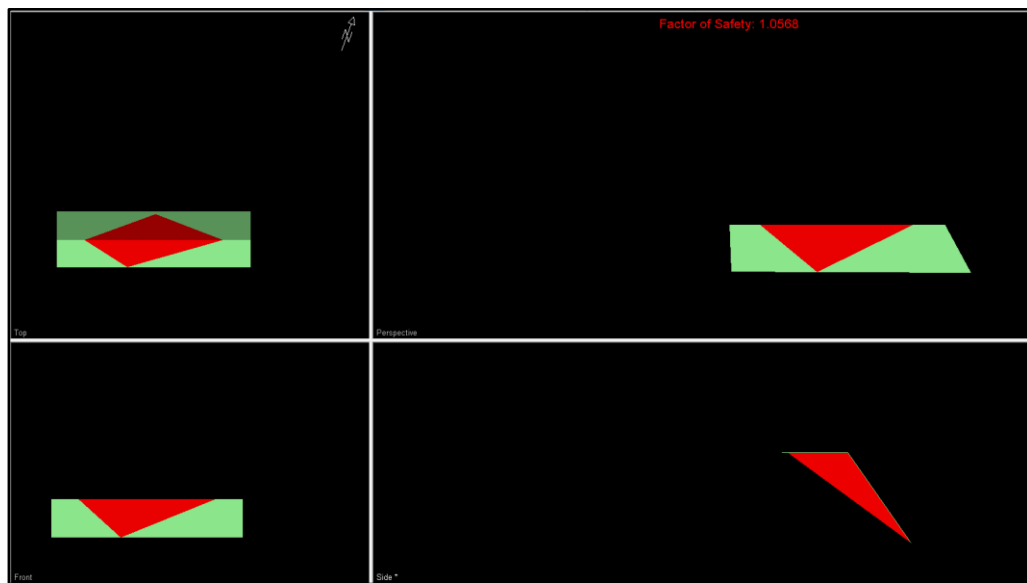 N
Factor of Safety: 1.0568
Top
Perspective
Front
Side *